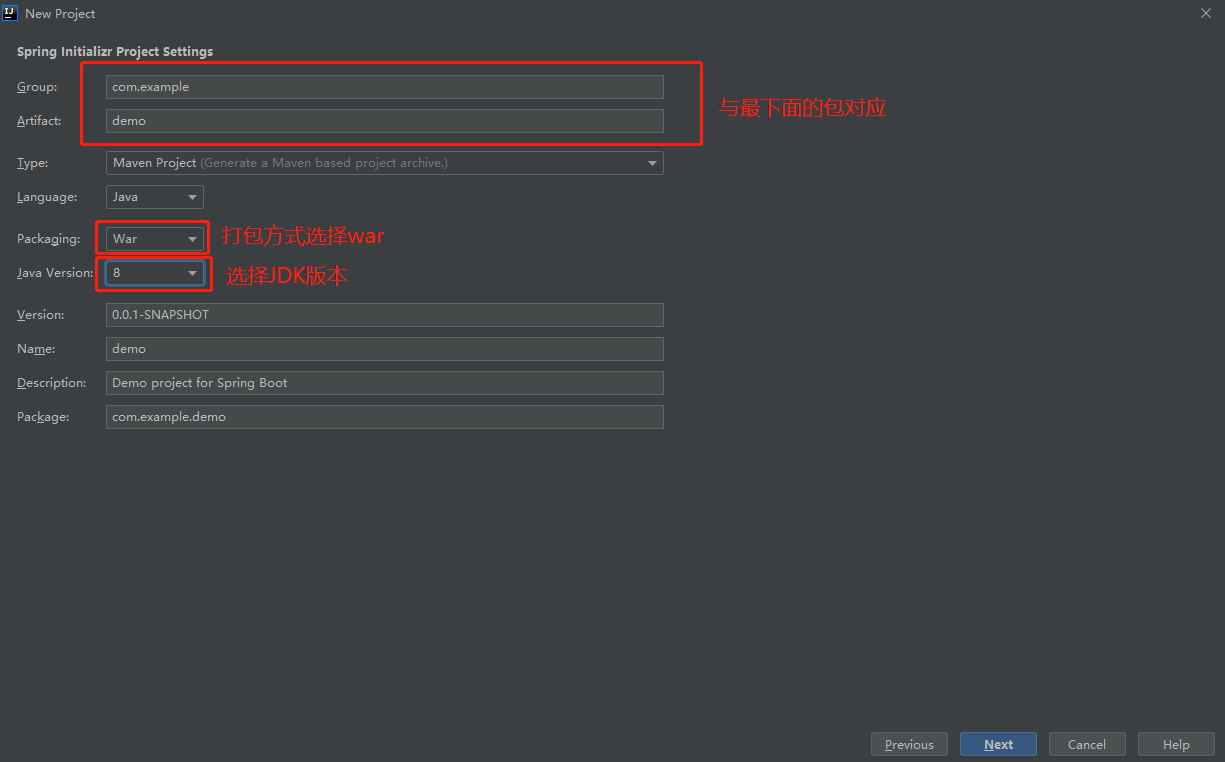 New Project
Spring Initializr Project Settings
Group: com.example
与最下面的包对应
Artifact: demo
Type: Maven Project (Generate a Maven based project archive.)
Language: Java
Packaging: War 打包方式选择war
Java Version: 8 选择JDK版本
Version: 0.0.1-SNAPSHOT
Name: demo
Description: Demo project for Spring Boot
Package: com.example.demo
Previous Next Cancel Help